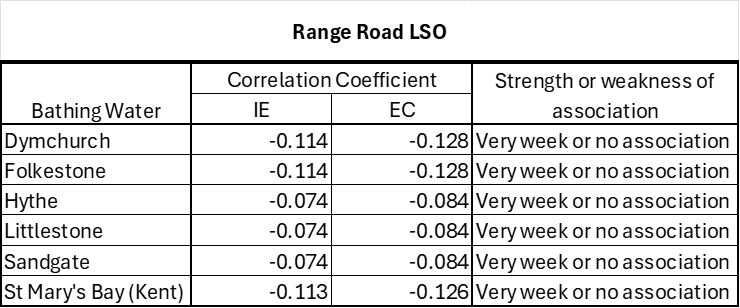 Range Road LSO
Correlation Coefficient
Strength or weakness of
association
Bathing Water
IE
EC
Dymchurch -0.114 -0.128 Very week or no association
Folkestone -0.114 -0.128 Very week or no association
Hythe -0.074 -0.084 Very week or no association
Littlestone -0.074 -0.084 Very week or no association
Sandgate -0.074 -0.084 Very week or no association
St Mary's Bay (Kent) -0.113 -0.126 Very week or no association